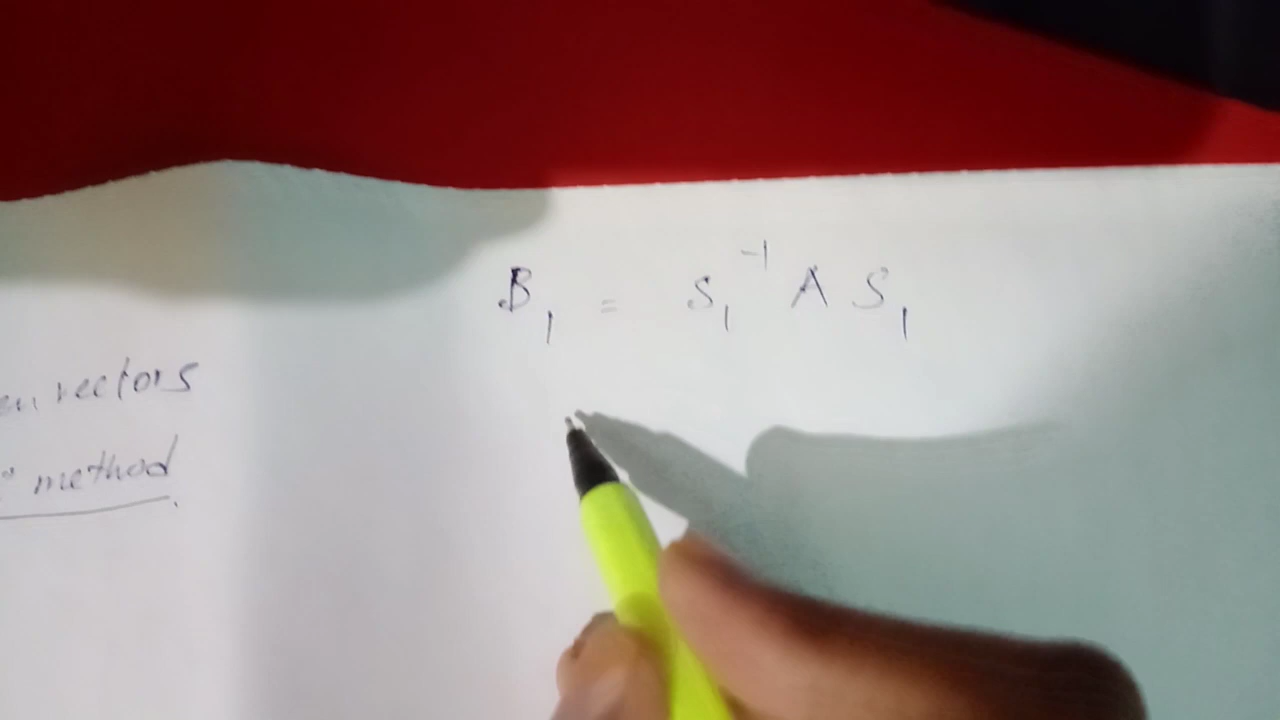 B₁ = S₁⁻¹ A S₁
vectors
method